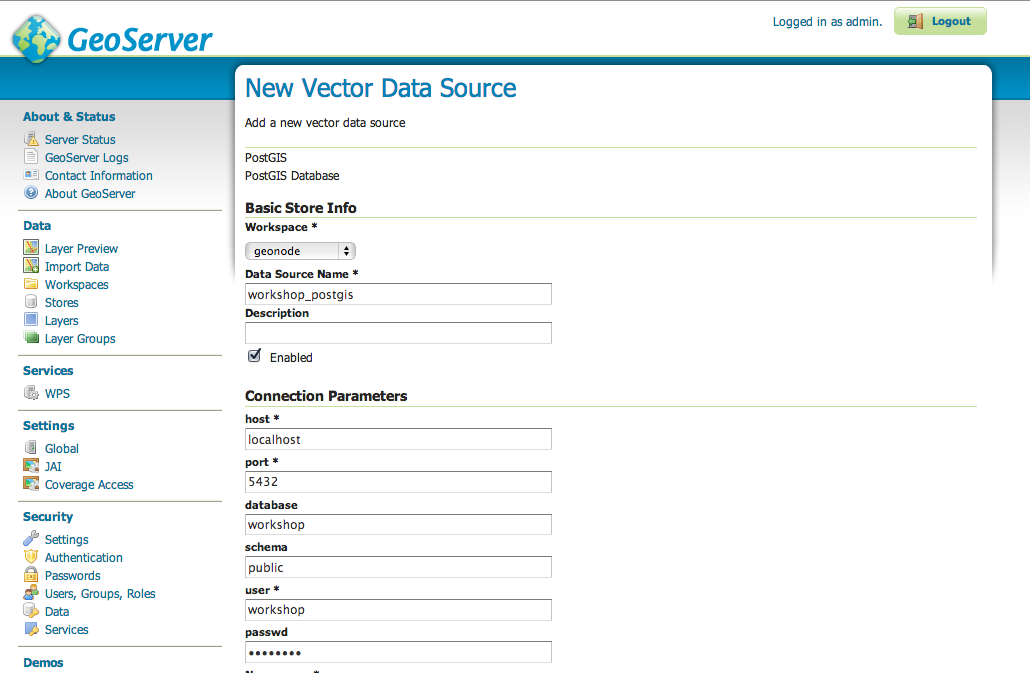 GeoServer
Logged in as admin.
Logout
About & Status
Server Status
GeoServer Logs
Contact Information
About GeoServer
Data
Layer Preview
Import Data
Workspaces
Stores
Layers
Layer Groups
Services
WPS
Settings
Global
JAI
Coverage Access
Security
Settings
Authentication
Passwords
Users, Groups, Roles
Data
Services
Demos
New Vector Data Source
Add a new vector data source
PostGIS
PostGIS Database
Basic Store Info
Workspace *
geonode
Data Source Name *
workshop_postgis
Description
Enabled
Connection Parameters
host *
localhost
port *
5432
database
workshop
schema
public
user *
workshop
passwd
••••••••